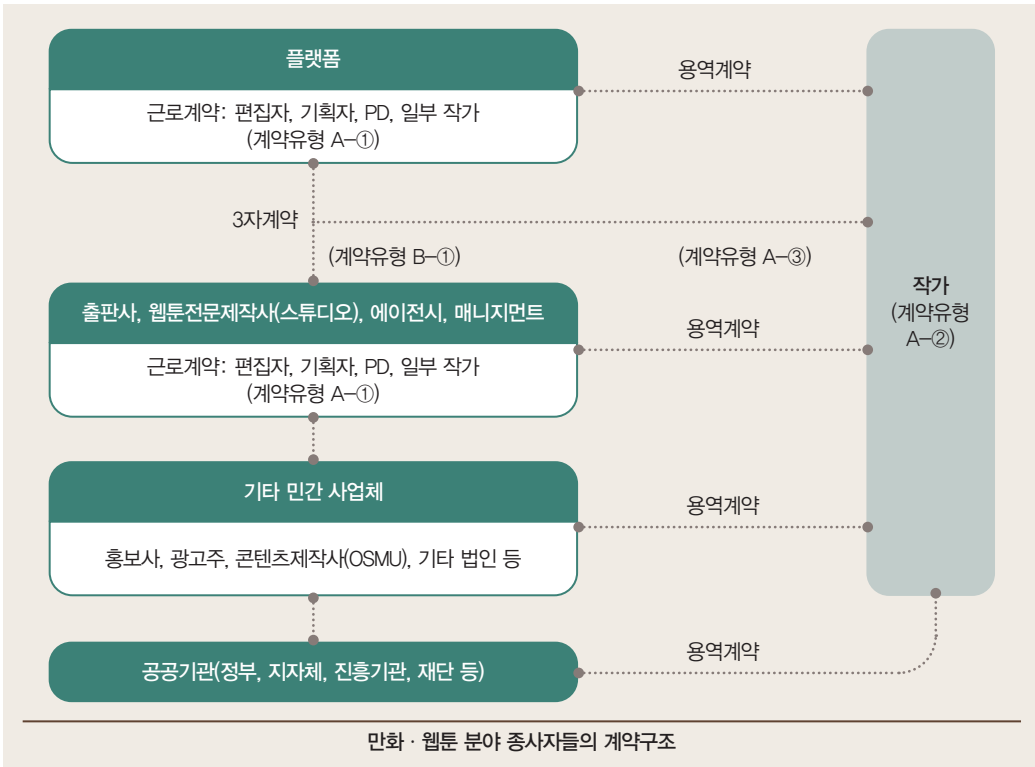 플랫폼
근로계약: 편집자, 기획자, PD, 일부 작가
(계약유형 A-①)
용역계약
3자계약
(계약유형 B-①)
(계약유형 A-③)
출판사, 웹툰전문제작사(스튜디오), 에이전시, 매니지먼트
근로계약: 편집자, 기획자, PD, 일부 작가
(계약유형 A-①)
용역계약
작가
(계약유형
A-②)
기타 민간 사업체
홍보사, 광고주, 콘텐츠제작사(OSMU), 기타 법인 등
용역계약
공공기관(정부, 지자체, 진흥기관, 재단 등)
용역계약
만화 · 웹툰 분야 종사자들의 계약구조